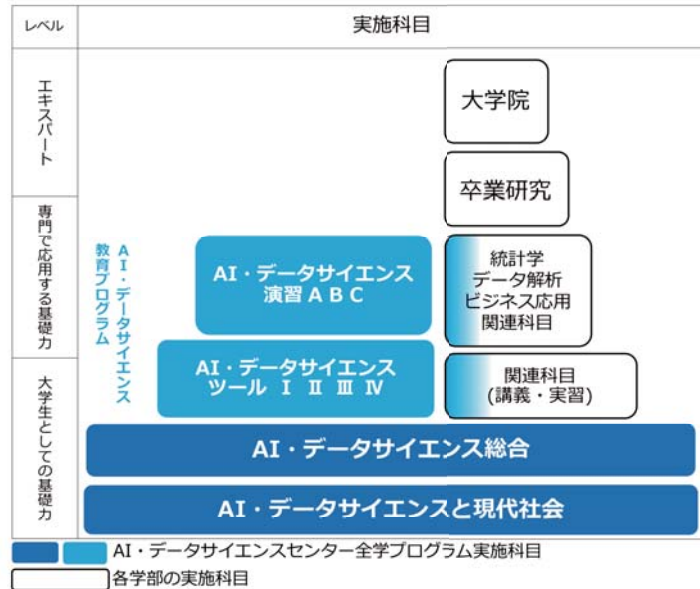 レベル
実施科目
エキスパート
大学院
卒業研究
専門で応用する基礎力
AI・データサイエンス
教育プログラム
AI・データサイエンス
演習 A B C
統計学
データ解析
ビジネス応用
関連科目
大学生としての基礎力
AI・データサイエンス
ツール Ⅰ Ⅱ Ⅲ Ⅳ
関連科目
(講義・実習)
AI・データサイエンス総合
AI・データサイエンスと現代社会
AI・データサイエンスセンター全学プログラム実施科目
各学部の実施科目